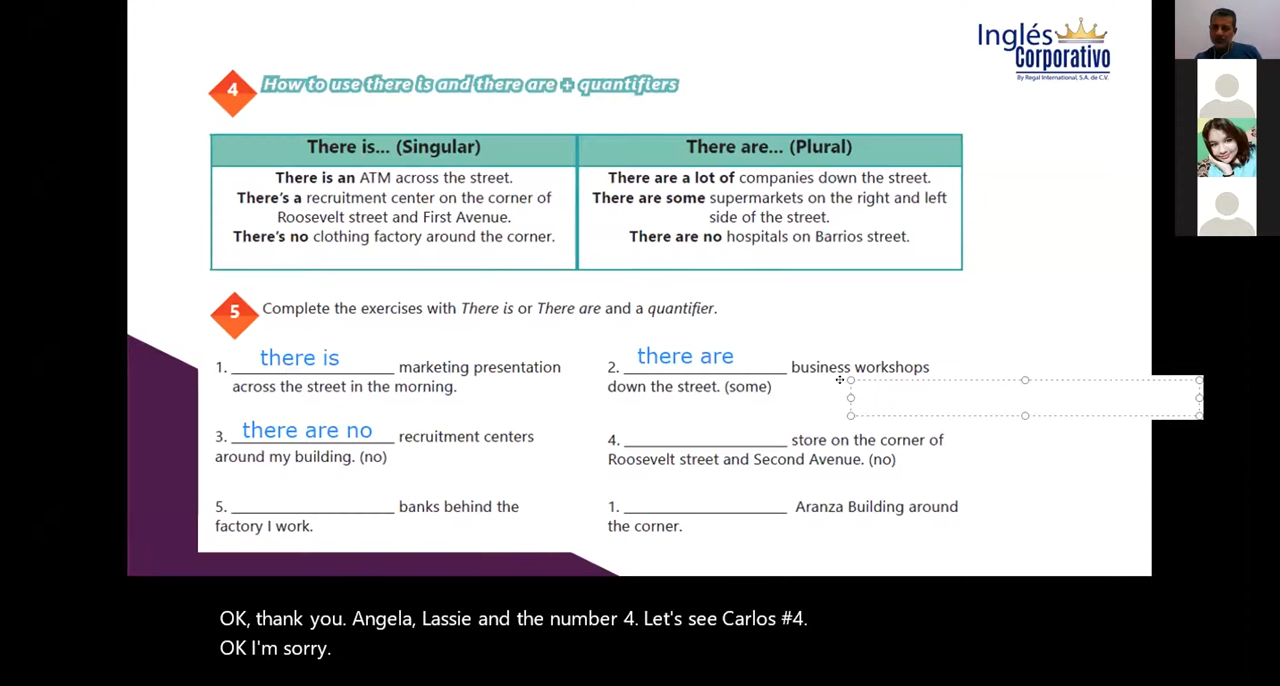 Inglés
Corporativo
By Regal International, S.A. de C.V.
4 How to use there is and there are + quantifiers
There is... (Singular)
There are... (Plural)
There is an ATM across the street.
There's a recruitment center on the corner of
Roosevelt street and First Avenue.
There's no clothing factory around the corner.
There are a lot of companies down the street.
There are some supermarkets on the right and left
side of the street.
There are no hospitals on Barrios street.
5 Complete the exercises with There is or There are and a quantifier.
1. there is marketing presentation
across the street in the morning.
2. there are business workshops
down the street. (some)
3. there are no recruitment centers
around my building. (no)
4. ________________ store on the corner of
Roosevelt street and Second Avenue. (no)
5. ________________ banks behind the
factory I work.
1. ________________ Aranza Building around
the corner.
OK, thank you. Angela, Lassie and the number 4. Let's see Carlos #4.
OK I'm sorry.